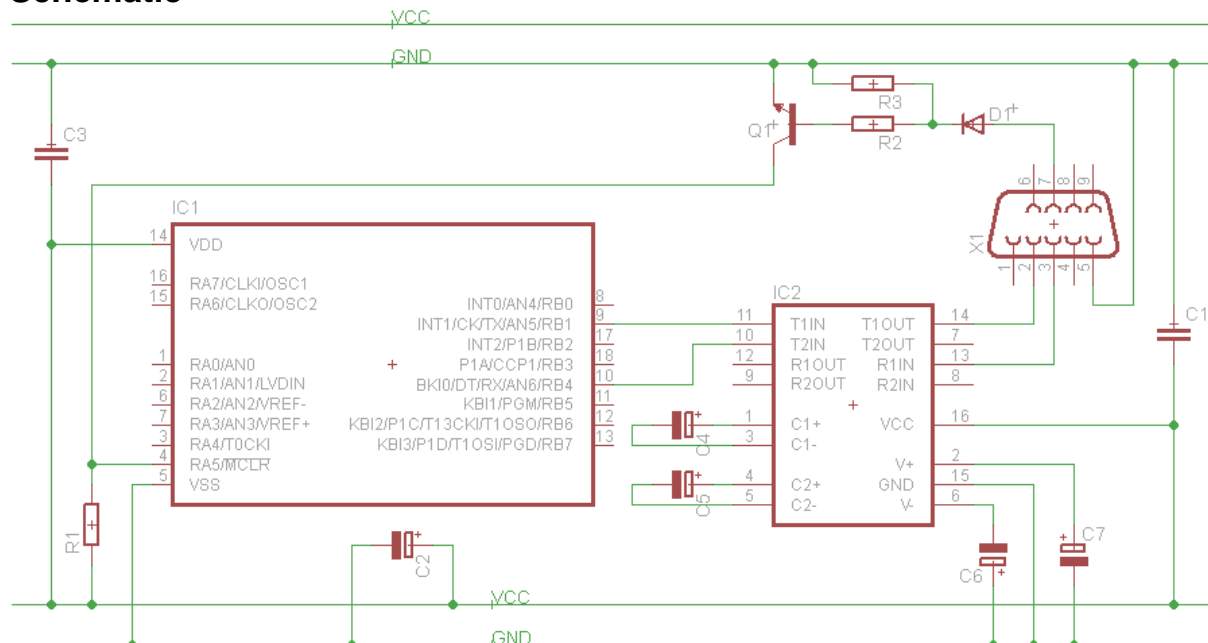 Schematic
VCC
GND
C3
R3
Q1
R2
D1
6 7 8 9
X1
1 2 3 4 5
IC1
14 VDD
16 RA7/CLKI/OSC1
15 RA6/CLKO/OSC2
1 RA0/AN0
2 RA1/AN1/LVDIN
6 RA2/AN2/VREF-
7 RA3/AN3/VREF+
3 RA4/T0CKI
4 RA5/MCLR
5 VSS
INT0/AN4/RB0 8
INT1/CK/TX/AN5/RB1 9
INT2/P1B/RB2 17
P1A/CCP1/RB3 18
BKI0/DT/RX/AN6/RB4 10
KBI1/PGM/RB5 11
KBI2/P1C/T13CKI/T1OSO/RB6 12
KBI3/P1D/T1OSI/PGD/RB7 13
IC2
11 T1IN
10 T2IN
12 R1OUT
9 R2OUT
1 C1+
3 C1-
4 C2+
5 C2-
T1OUT 14
T2OUT 7
R1IN 13
R2IN 8
VCC 16
V+ 2
GND 15
V- 6
C1
C4
C5
R1
C2
C6
C7
VCC
GND